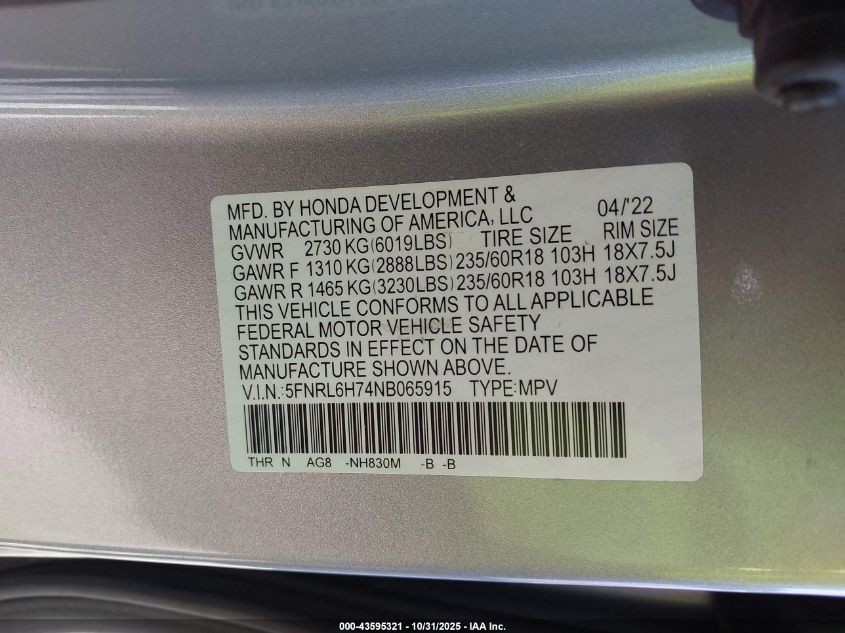 MFD. BY HONDA DEVELOPMENT &
MANUFACTURING OF AMERICA, LLC 04/'22
GVWR 2730 KG(6019LBS) TIRE SIZE RIM SIZE
GAWR F 1310 KG(2888LBS) 235/60R18 103H 18X7.5J
GAWR R 1465 KG(3230LBS) 235/60R18 103H 18X7.5J
THIS VEHICLE CONFORMS TO ALL APPLICABLE
FEDERAL MOTOR VEHICLE SAFETY
STANDARDS IN EFFECT ON THE DATE OF
MANUFACTURE SHOWN ABOVE.
V.I.N.:5FNRL6H74NB065915 TYPE:MPV
THR N AG8 -NH830M -B -B
000-43595321 | 10/31/2025 - IAA Inc.